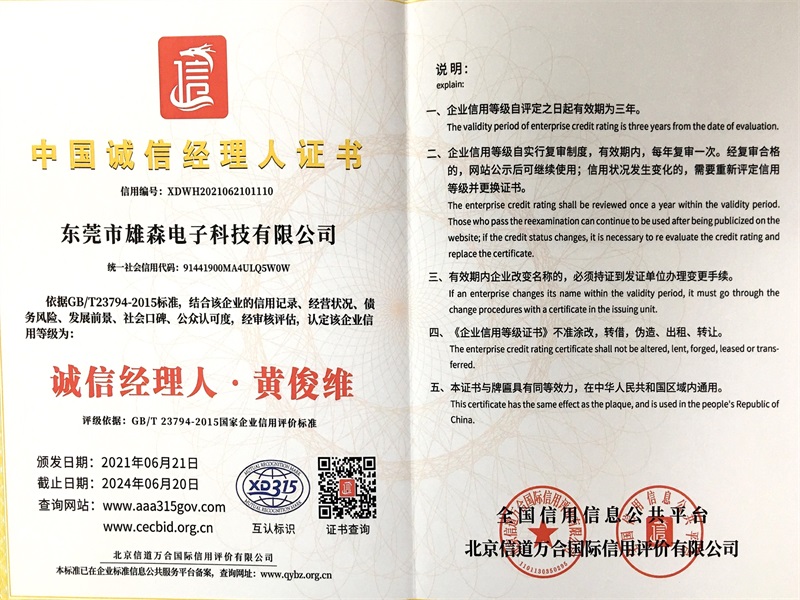 信
中国诚信经理人证书
信用编号：XDWH2021062101110
东莞市雄森电子科技有限公司
统一社会信用代码：91441900MA4ULQ5W0W
依据GB/T23794-2015标准，结合该企业的信用记录、经营状况、债
务风险、发展前景、社会口碑、公众认可度，经审核评估，认定该企业信
用等级为：
诚信经理人·黄俊维
评级依据：GB/T 23794-2015国家企业信用评价标准
颁发日期：2021年06月21日
截止日期：2024年06月20日
查询网站：www.aaa315gov.com
www.cecbid.org.cn
MUTUAL RECOGNITION MARK
XD315
互认标识
证书查询
北京信道万合国际信用评价有限公司
本标准已在企业标准信息公共服务平台备案，查询网址：www.qybz.org.cn
说明：
explain:
一、企业信用等级自评定之日起有效期为三年。
The validity period of enterprise credit rating is three years from the date of evaluation.
二、企业信用等级自实行复审制度，有效期内，每年复审一次。经复审合格
的，网站公示后可继续使用；信用状况发生变化的，需要重新评定信用
等级并更换证书。
The enterprise credit rating shall be reviewed once a year within the validity period.
Those who pass the reexamination can continue to be used after being publicized on the
website; if the credit status changes, it is necessary to re evaluate the credit rating and
replace the certificate.
三、有效期内企业改变名称的，必须持证到发证单位办理变更手续。
If an enterprise changes its name within the validity period, it must go through the
change procedures with a certificate in the issuing unit.
四、《企业信用等级证书》不准涂改，转借，伪造、出租、转让。
The enterprise credit rating certificate shall not be altered, lent, forged, leased or trans-
ferred.
五、本证书与牌匾具有同等效力，在中华人民共和国区域内通用。
This certificate has the same effect as the plaque, and is used in the people's Republic of
China.
全国信用信息公共平台
北京信道万合国际信用评价有限公司